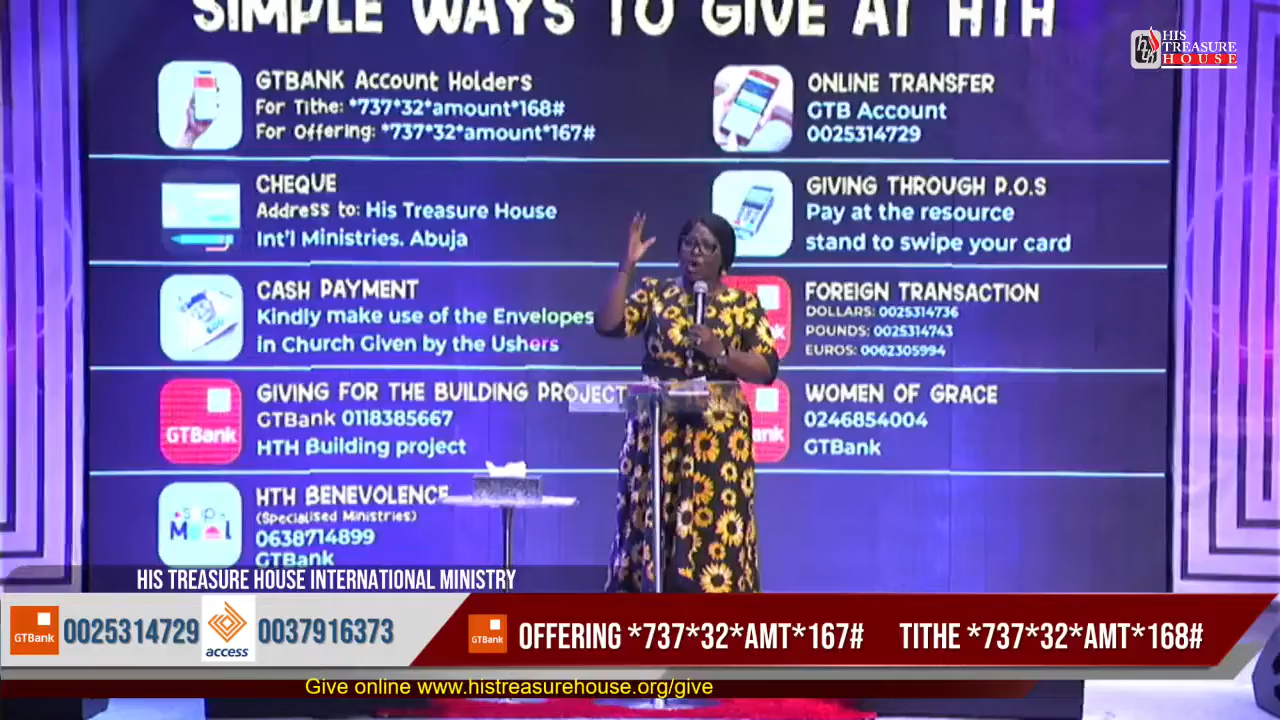 SIMPLE WAYS TO GIVE AT HTH
HIS
TREASURE
HOUSE
GTBANK Account Holders
For Tithe: *737*32*amount*168#
For Offering: *737*32*amount*167#
ONLINE TRANSFER
GTB Account
0025314729
CHEQUE
Address to: His Treasure House
Int'l Ministries. Abuja
GIVING THROUGH P.O.S
Pay at the resource
stand to swipe your card
CASH PAYMENT
Kindly make use of the Envelopes
in Church Given by the Ushers
FOREIGN TRANSACTION
DOLLARS: 0025314736
POUNDS: 0025314743
EUROS: 0062305994
GTBank
GIVING FOR THE BUILDING PROJECT
GTBank 0118385667
HTH Building project
WOMEN OF GRACE
0246854004
GTBank
HTH BENEVOLENCE
(Specialised Ministries)
0638714899
GTBank
HIS TREASURE HOUSE INTERNATIONAL MINISTRY
GTBank 0025314729 access 0037916373
GTBank OFFERING *737*32*AMT*167# TITHE *737*32*AMT*168#
Give online www.histreasurehouse.org/give